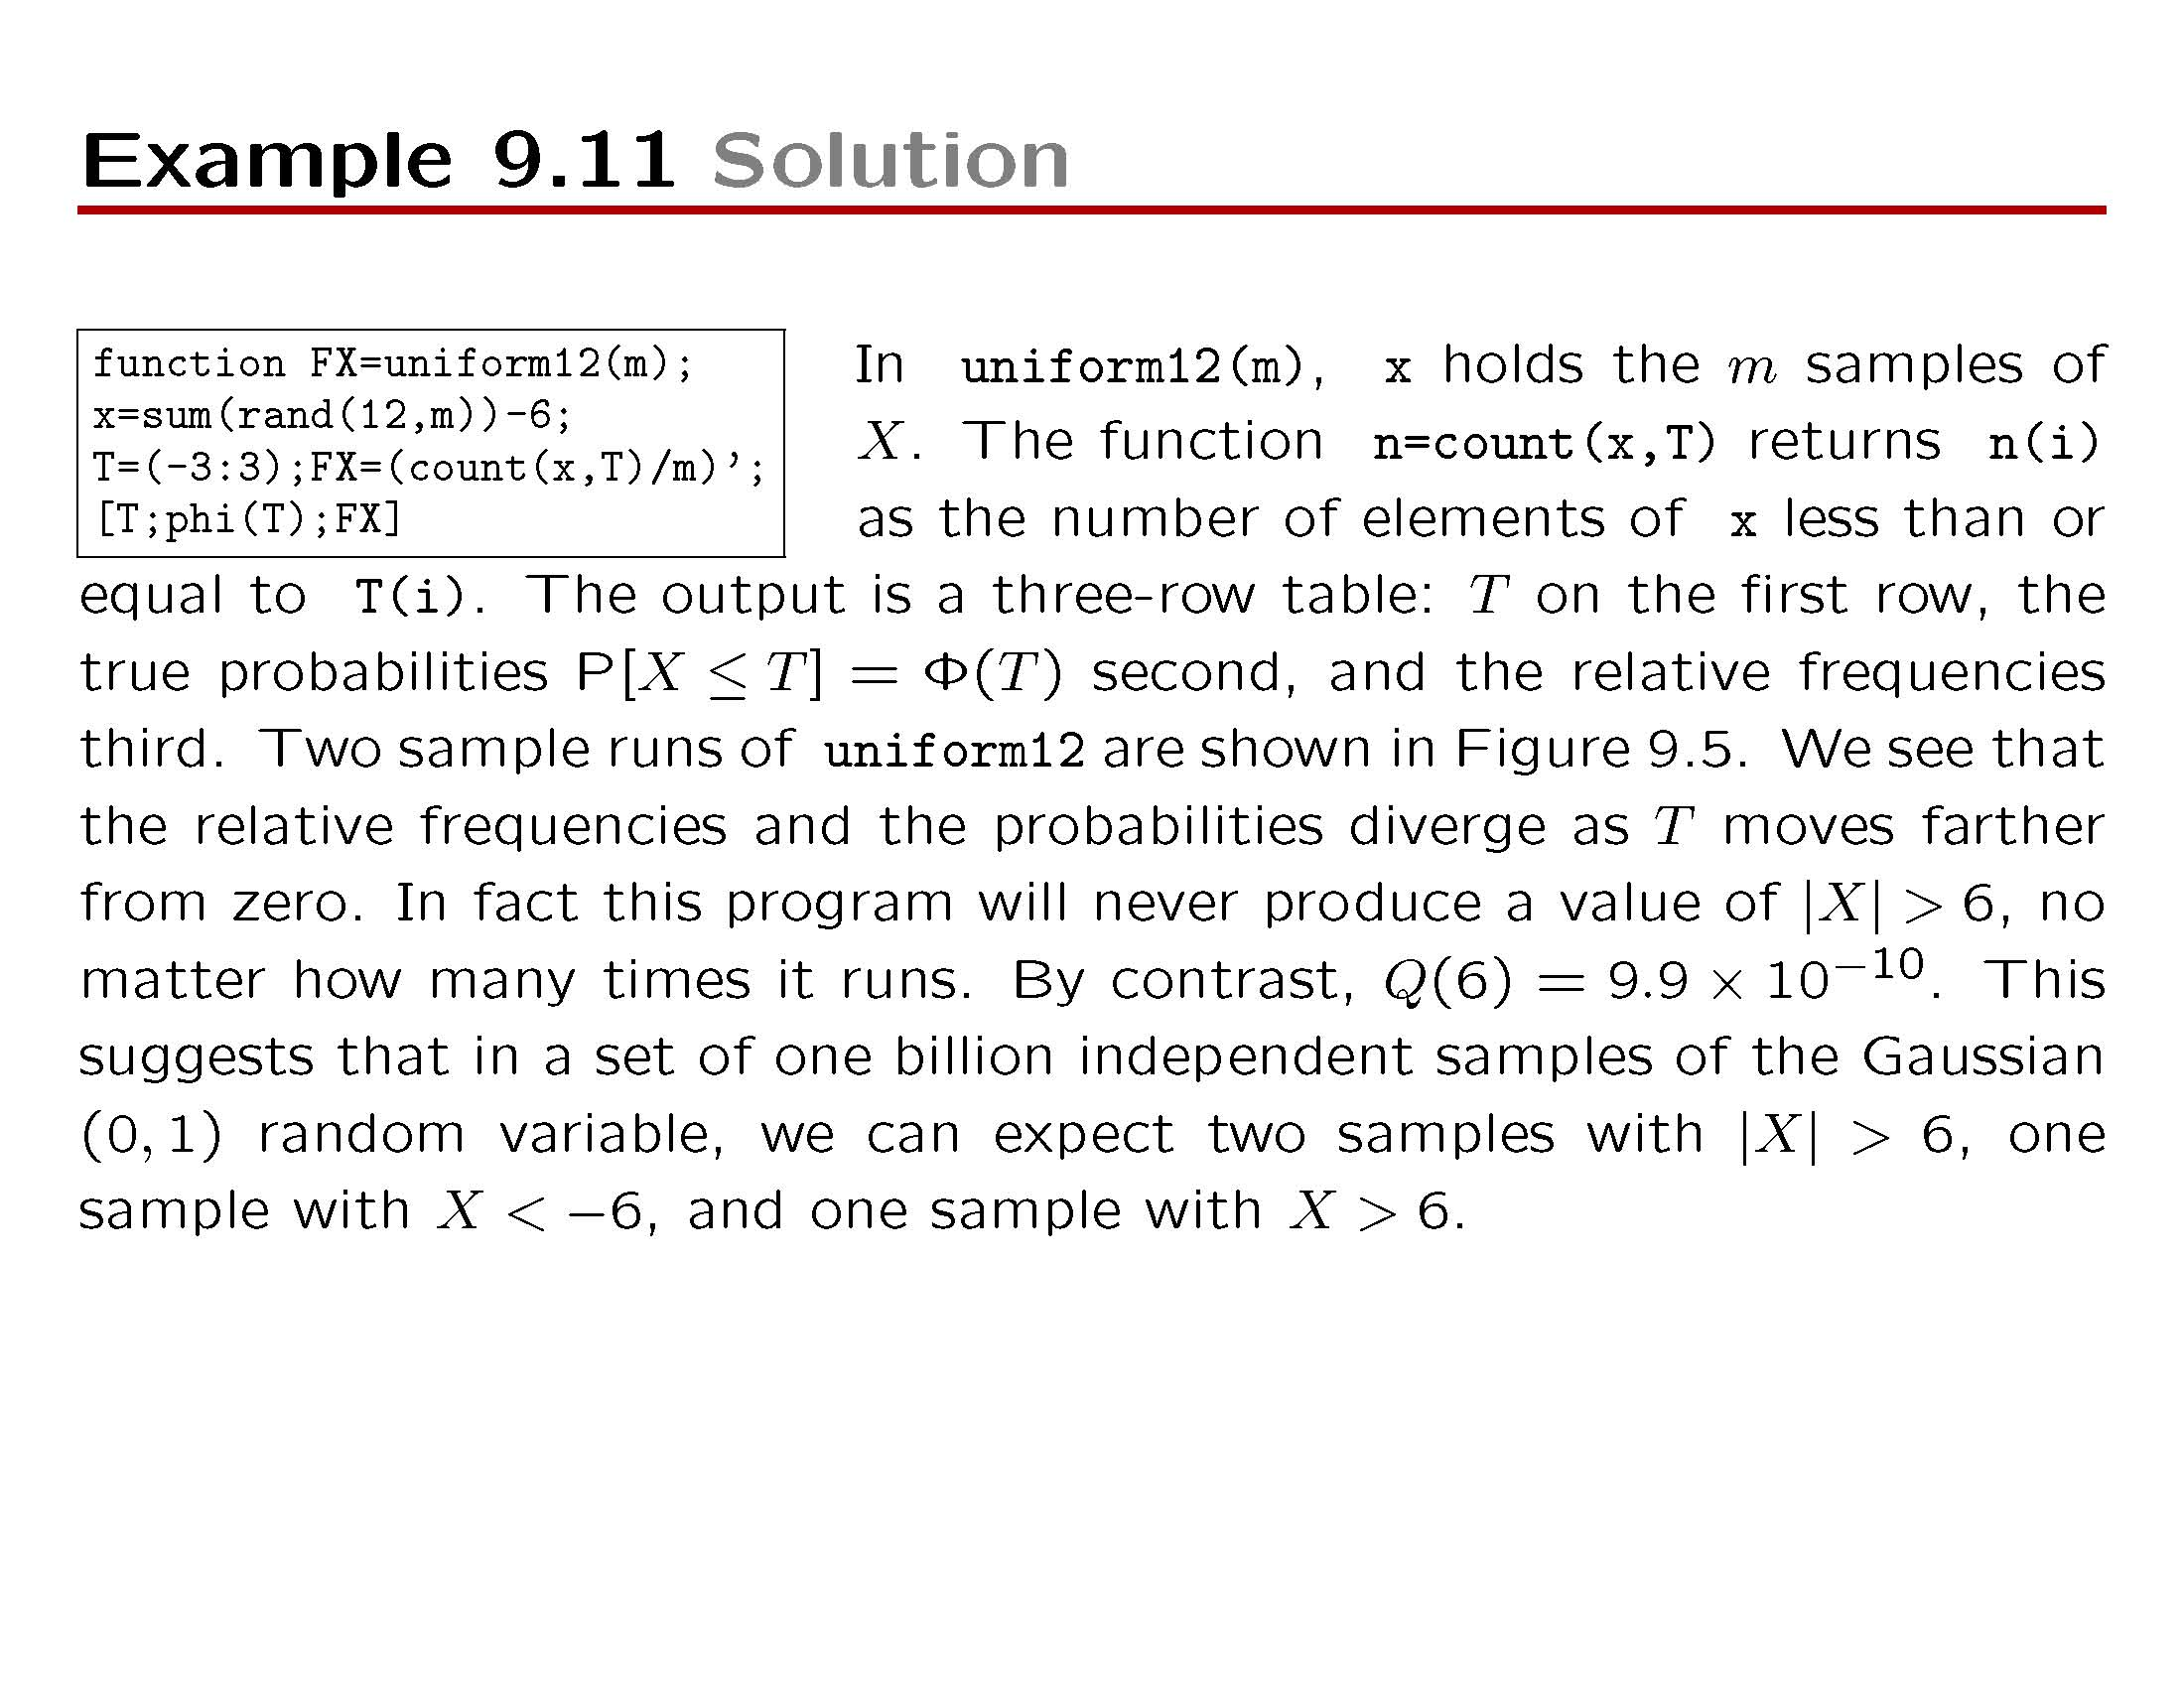 Example 9.11 Solution
function FX=uniform12(m);
x=sum(rand(12,m))-6;
T=(-3:3);FX=(count(x,T)/m)’;
[T;phi(T);FX]
In uniform12(m), x holds the m samples of
X. The function n=count(x,T) returns n(i)
as the number of elements of x less than or
equal to T(i). The output is a three-row table: T on the first row, the
true probabilities P[X ≤ T] = Φ(T) second, and the relative frequencies
third. Two sample runs of uniform12 are shown in Figure 9.5. We see that
the relative frequencies and the probabilities diverge as T moves farther
from zero. In fact this program will never produce a value of |X| > 6, no
matter how many times it runs. By contrast, Q(6) = 9.9 × 10⁻¹⁰. This
suggests that in a set of one billion independent samples of the Gaussian
(0, 1) random variable, we can expect two samples with |X| > 6, one
sample with X < −6, and one sample with X > 6.